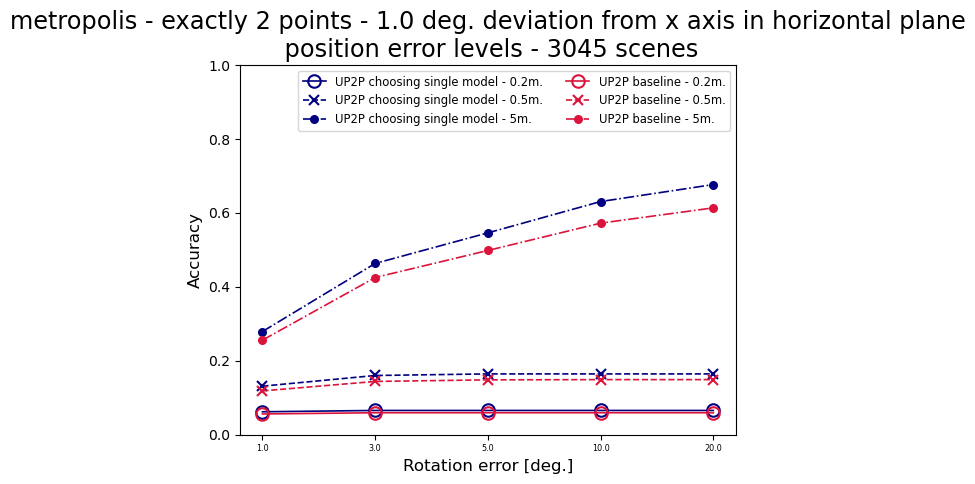 metropolis - exactly 2 points - 1.0 deg. deviation from x axis in horizontal plane
position error levels - 3045 scenes
UP2P choosing single model - 0.2m.
UP2P choosing single model - 0.5m.
UP2P choosing single model - 5m.
UP2P baseline - 0.2m.
UP2P baseline - 0.5m.
UP2P baseline - 5m.
Accuracy
1.0
0.8
0.6
0.4
0.2
0.0
1.0 3.0 5.0 10.0 20.0
Rotation error [deg.]